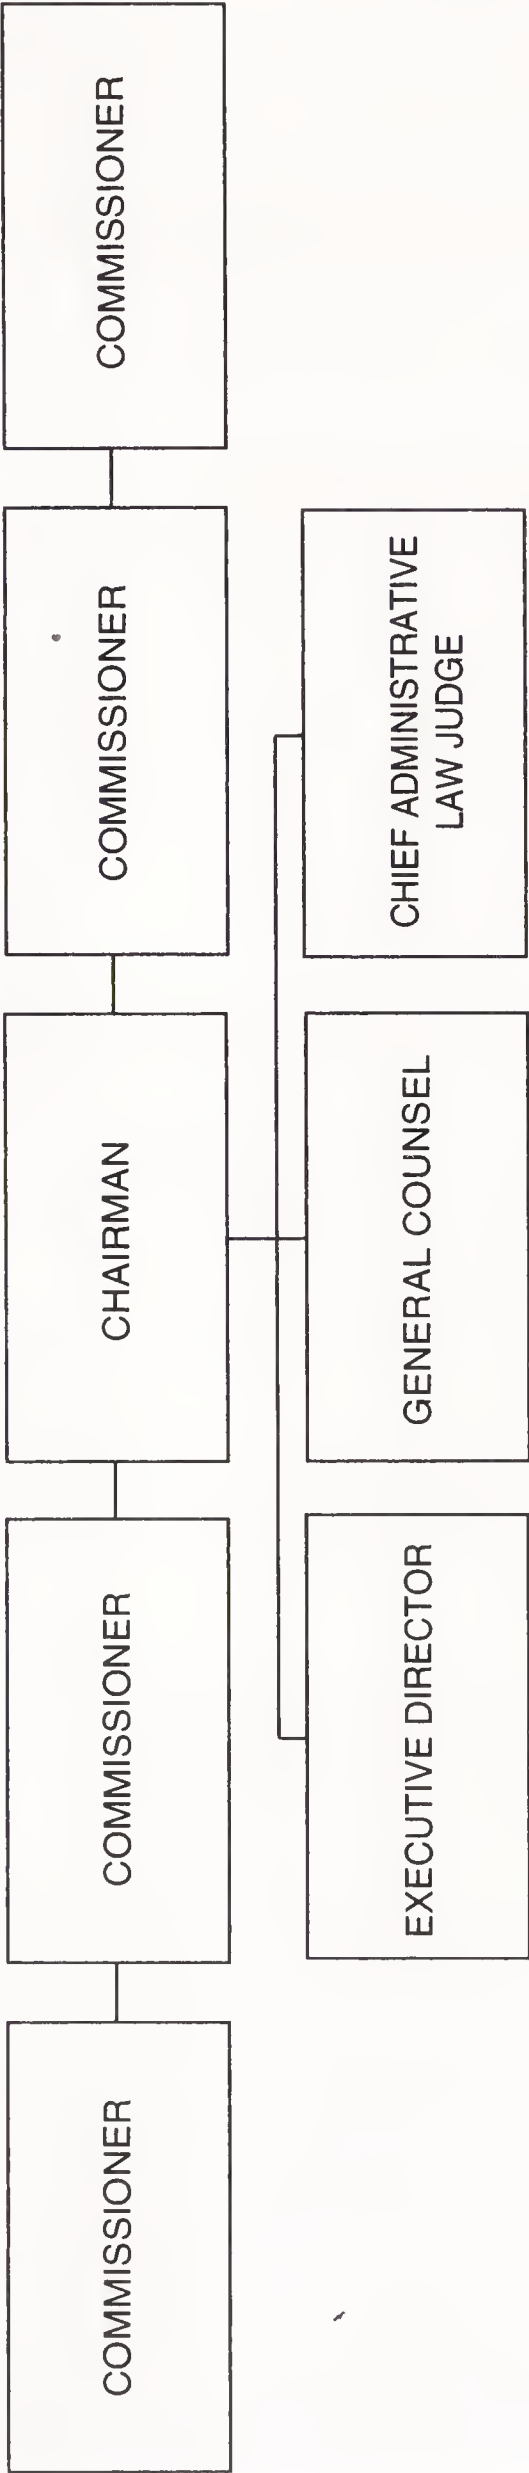 COMMISSIONER
COMMISSIONER
CHAIRMAN
COMMISSIONER
COMMISSIONER
EXECUTIVE DIRECTOR
GENERAL COUNSEL
CHIEF ADMINISTRATIVE
LAW JUDGE